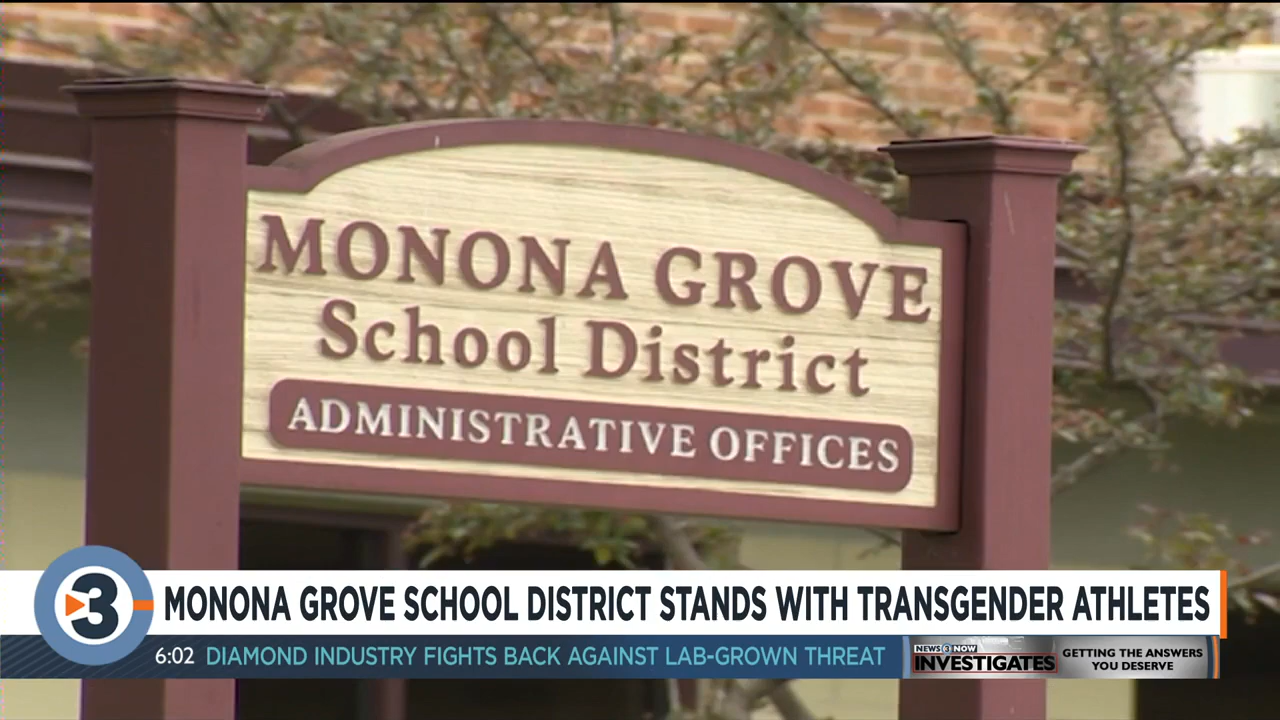 MONONA GROVE
School District
ADMINISTRATIVE OFFICES
3 MONONA GROVE SCHOOL DISTRICT STANDS WITH TRANSGENDER ATHLETES
6:02 DIAMOND INDUSTRY FIGHTS BACK AGAINST LAB-GROWN THREAT
NEWS 3 NOW
INVESTIGATES
GETTING THE ANSWERS
YOU DESERVE